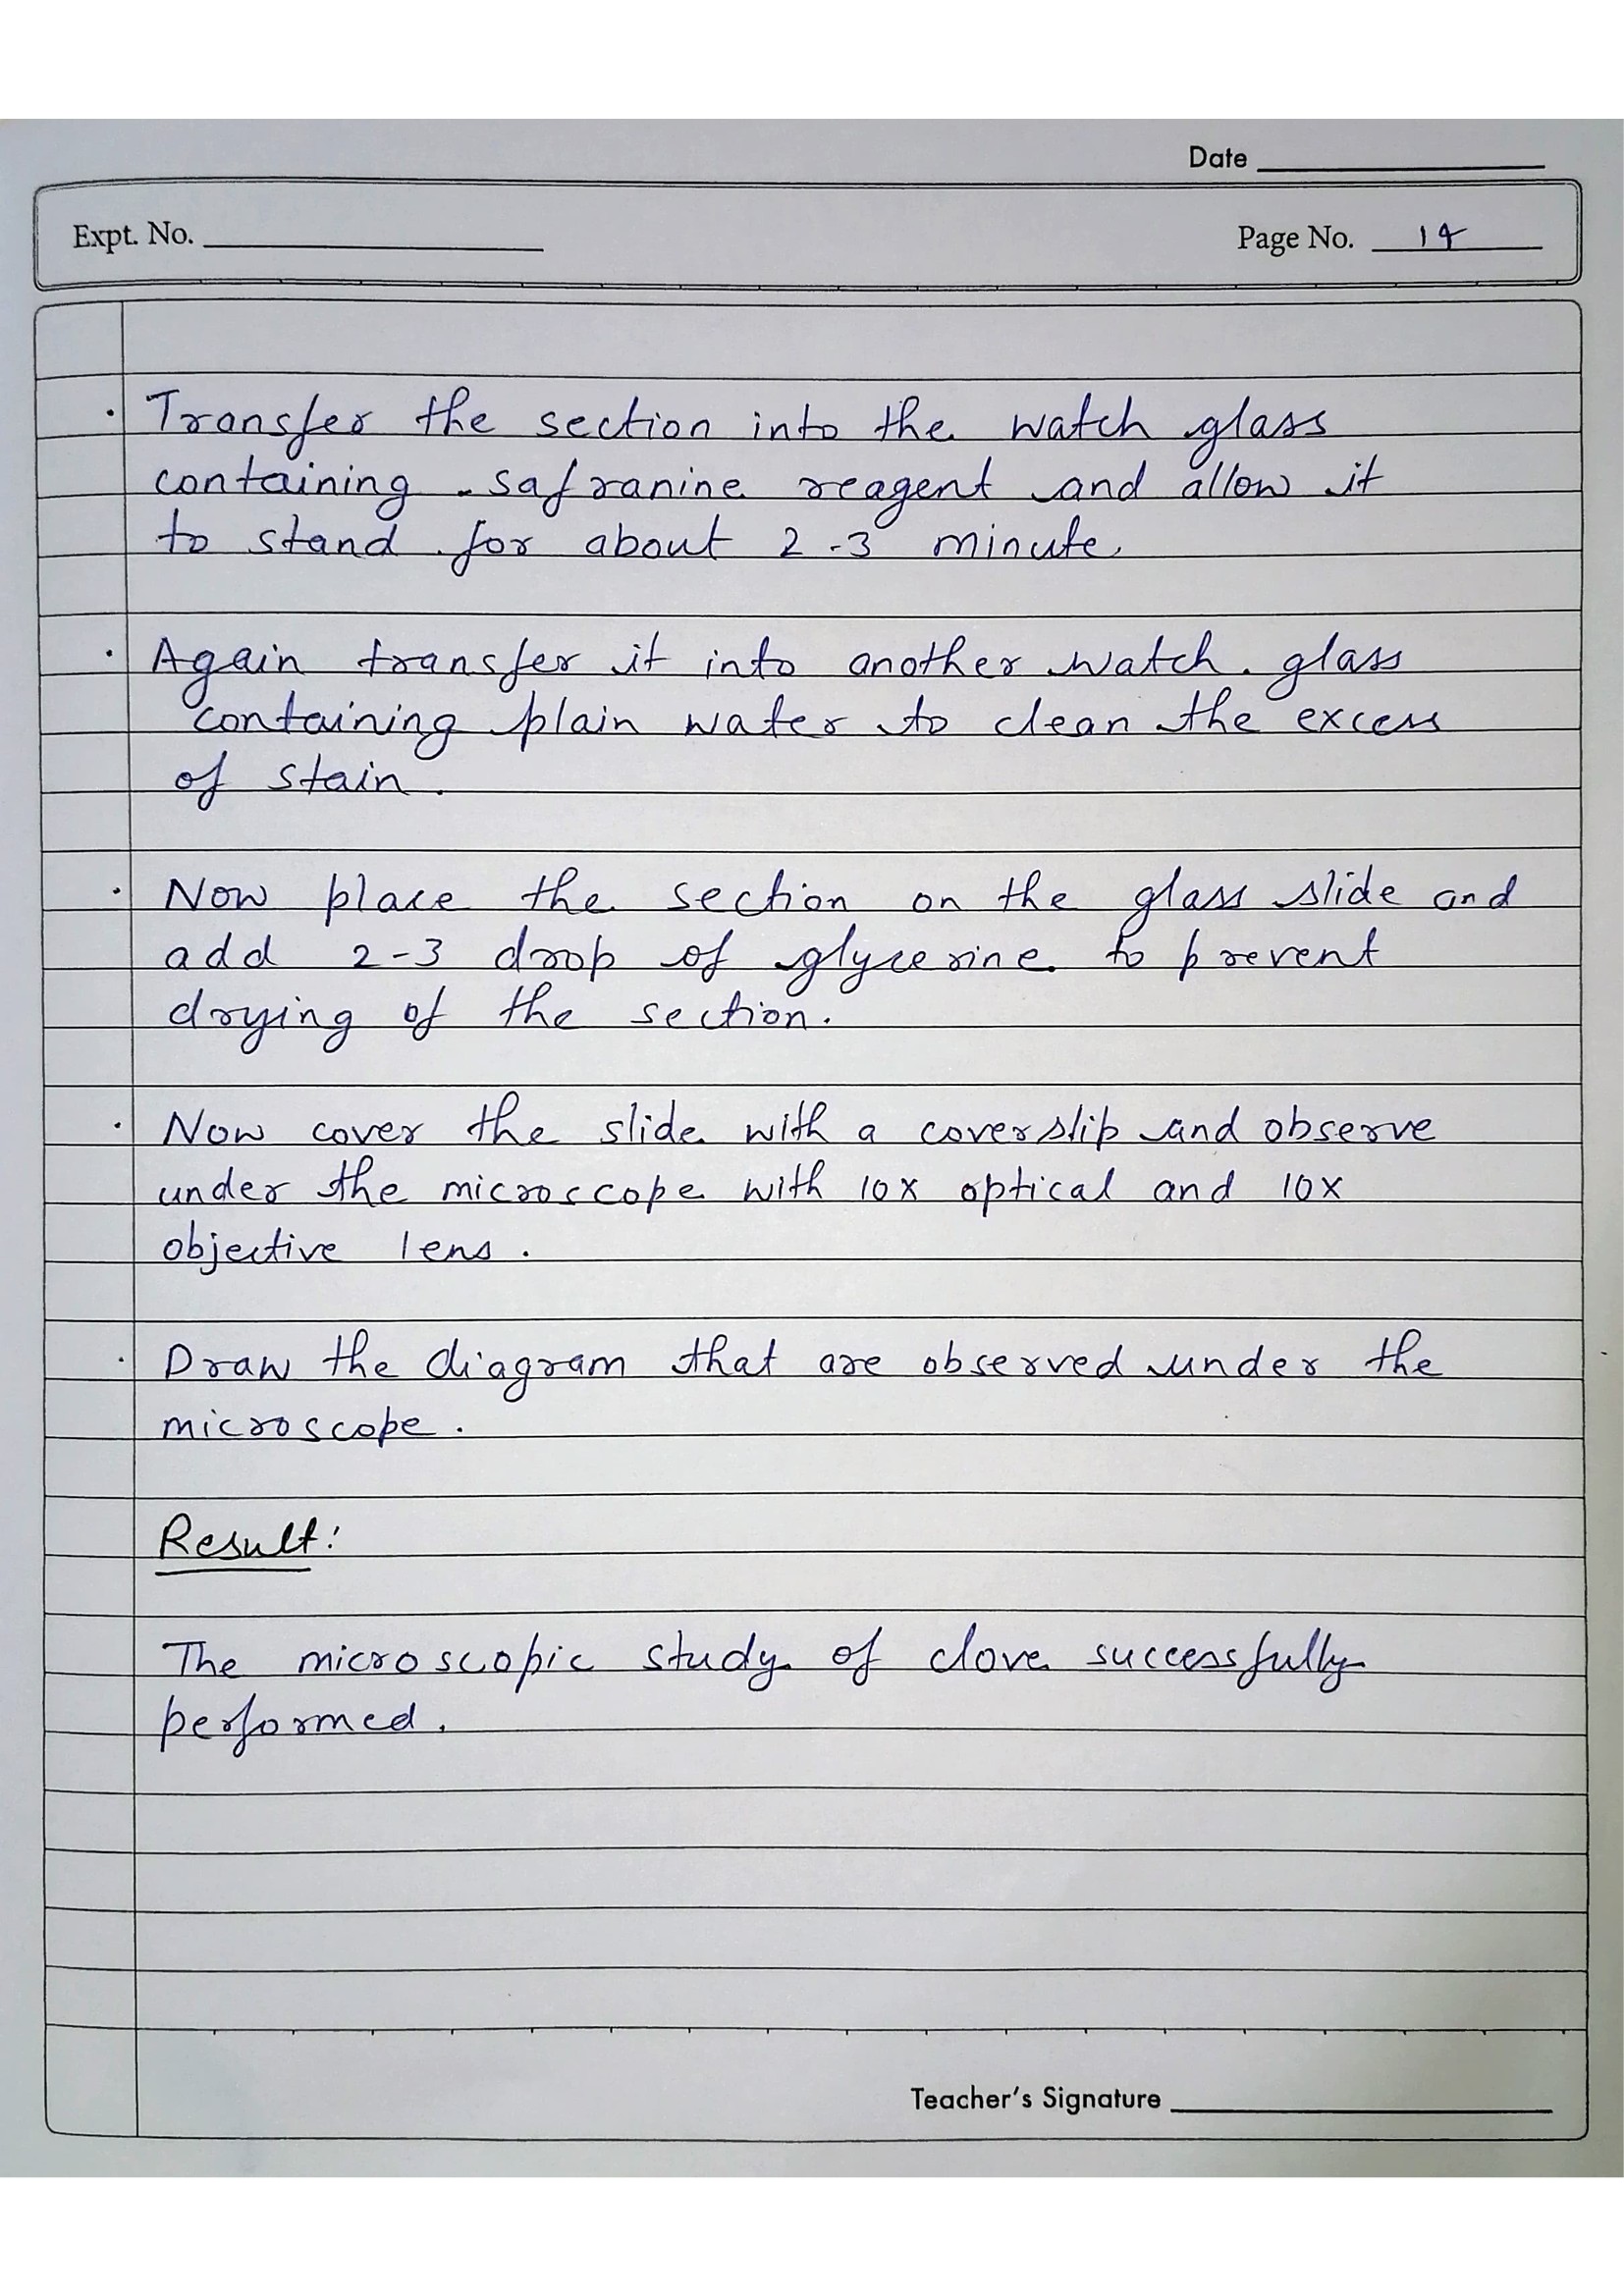 Date
Expt. No.
Page No. 14
· Transfer the section into the watch glass
containing safranine reagent and allow it
to stand for about 2-3 minute.
· Again transfer it into another watch glass
containing plain water to clean the excess
of stain.
· Now place the section on the glass slide and
add 2-3 drop of glycerine to prevent
drying of the section.
· Now cover the slide with a coverslip and observe
under the microscope with 10x optical and 10x
objective lens.
· Draw the diagram that are observed under the
microscope.
Result:
The microscopic study of clove successfully
performed.
Teacher's Signature